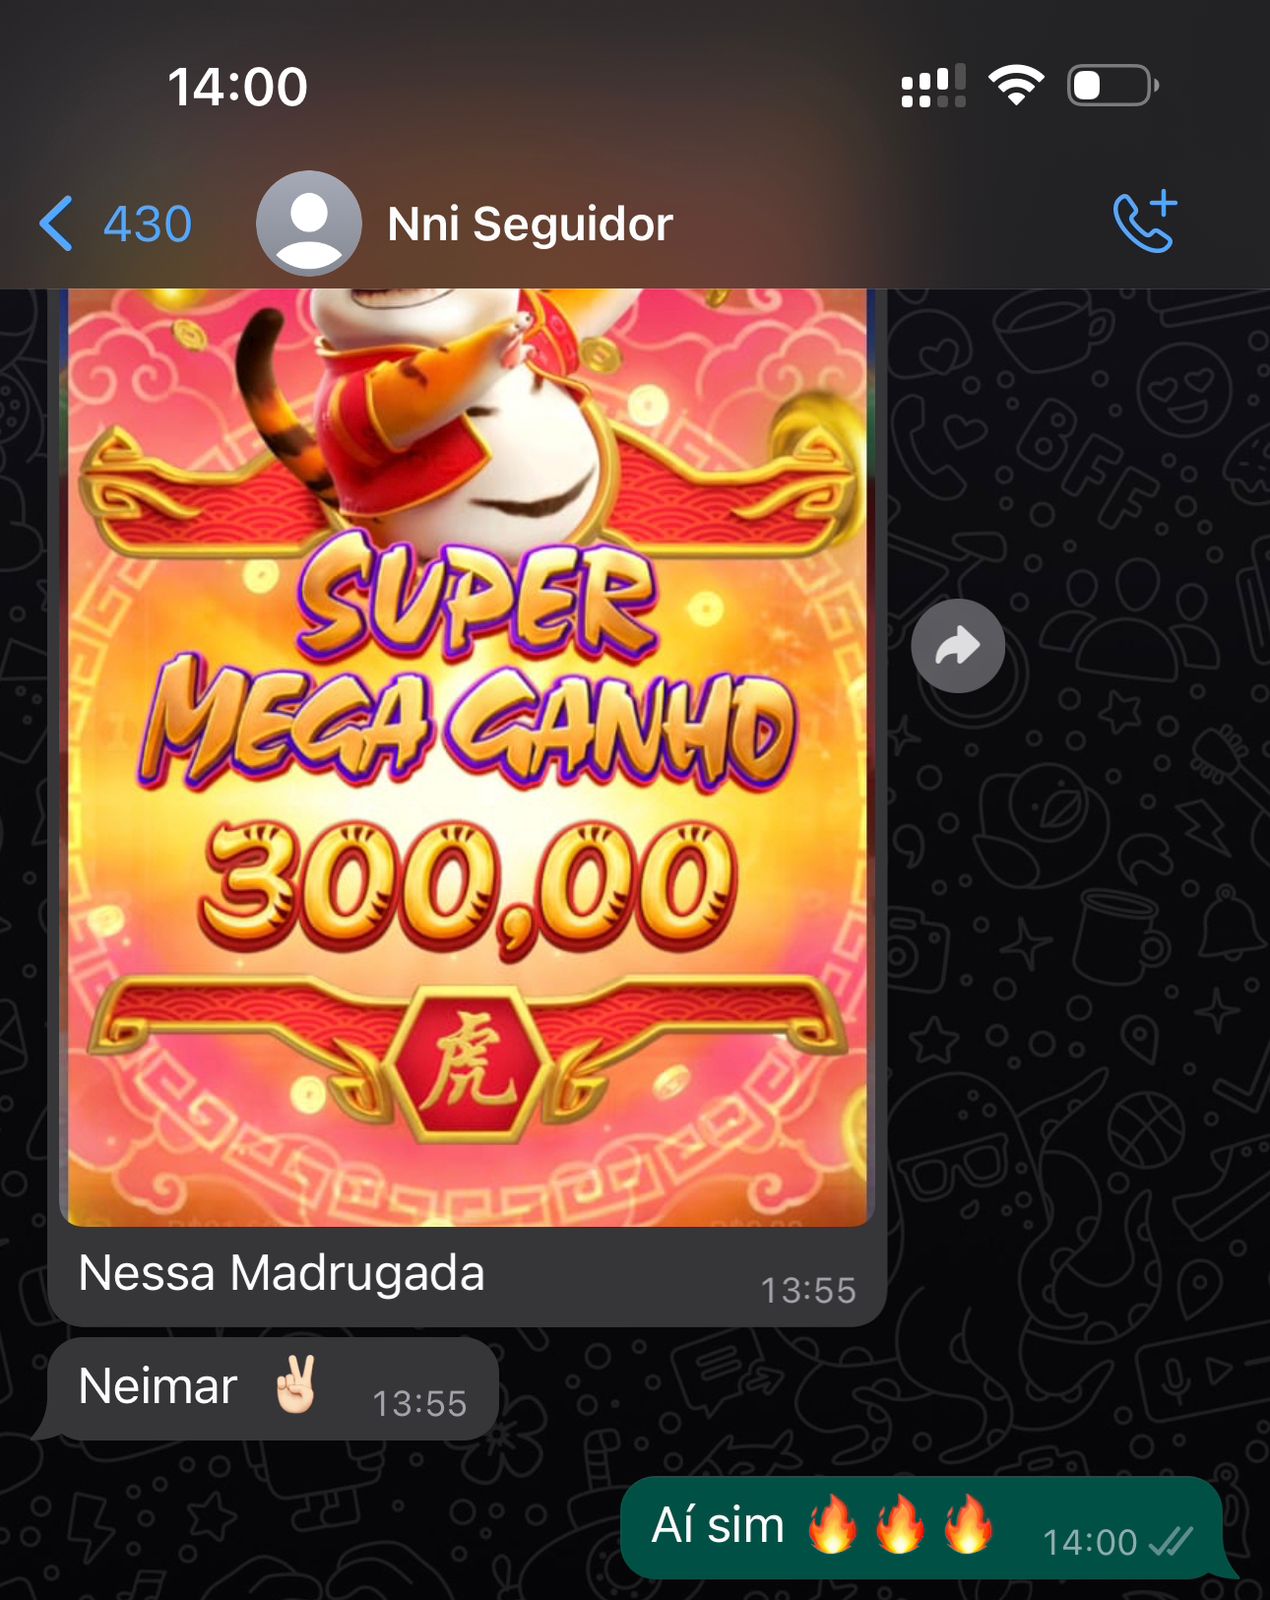 14:00
430
Nni Seguidor
SUPER
MEGA GANHO
300,00
虎
Nessa Madrugada
13:55
Neimar ✌🏻
13:55
Aí sim 🔥🔥🔥
14:00
BFF